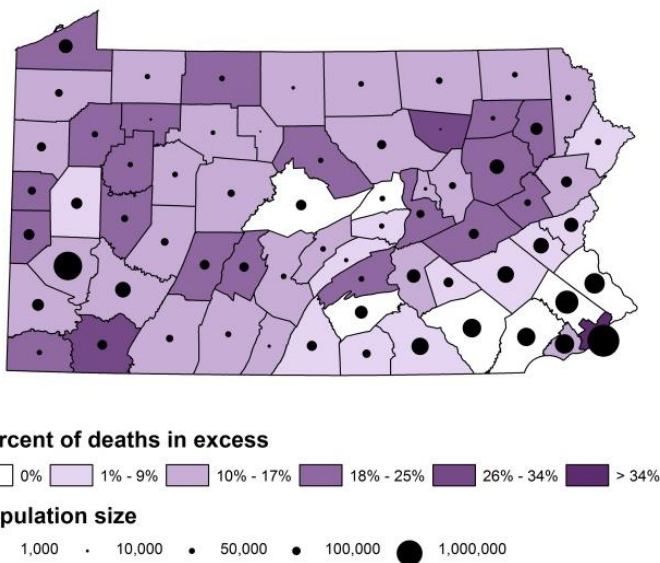 rcent of deaths in excess
0% 1% - 9% 10% - 17% 18% - 25% 26% - 34% > 34%
pulation size
1,000 10,000 50,000 100,000 1,000,000